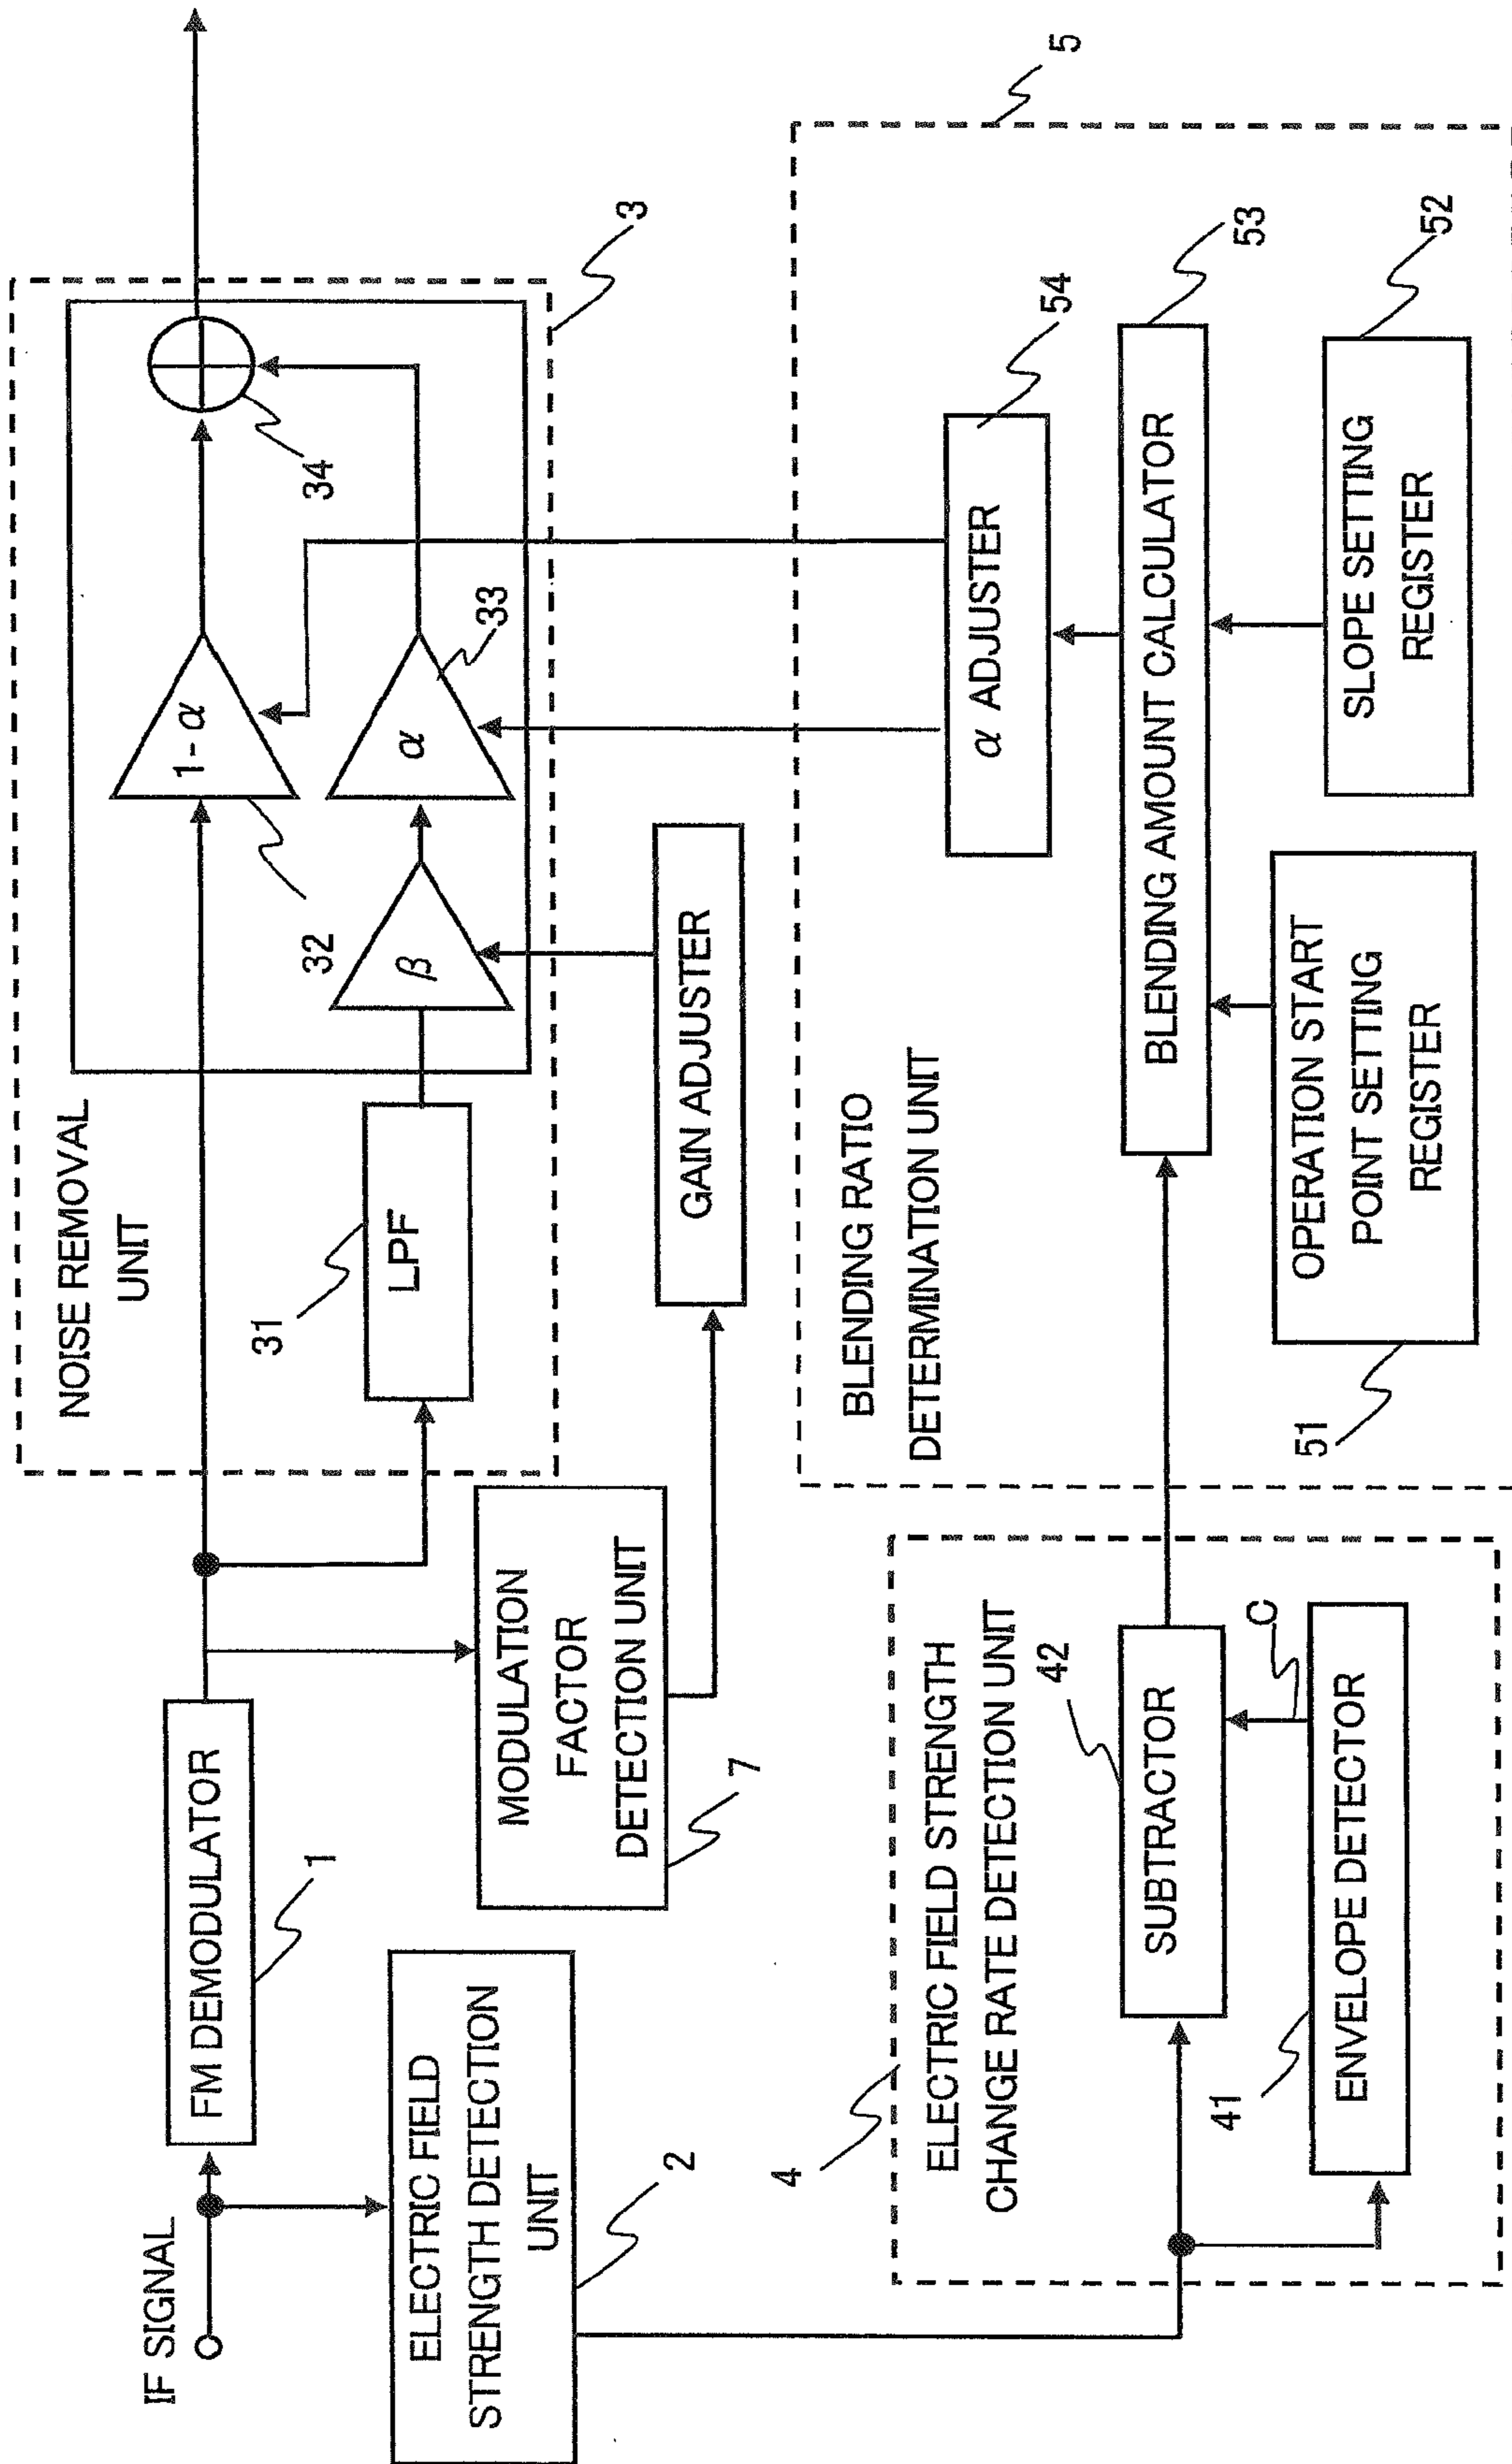 IF SIGNAL
FM DEMODULATOR
1
ELECTRIC FIELD
STRENGTH DETECTION
UNIT
2
MODULATION
FACTOR
DETECTION UNIT
7
NOISE REMOVAL
UNIT
3
31
LPF
β
32
1-α
α
33
34
GAIN ADJUSTER
4
ELECTRIC FIELD STRENGTH
CHANGE RATE DETECTION UNIT
42
SUBTRACTOR
C
41
ENVELOPE DETECTOR
5
BLENDING RATIO
DETERMINATION UNIT
α ADJUSTER
54
BLENDING AMOUNT CALCULATOR
53
OPERATION START
POINT SETTING
REGISTER
51
SLOPE SETTING
REGISTER
52